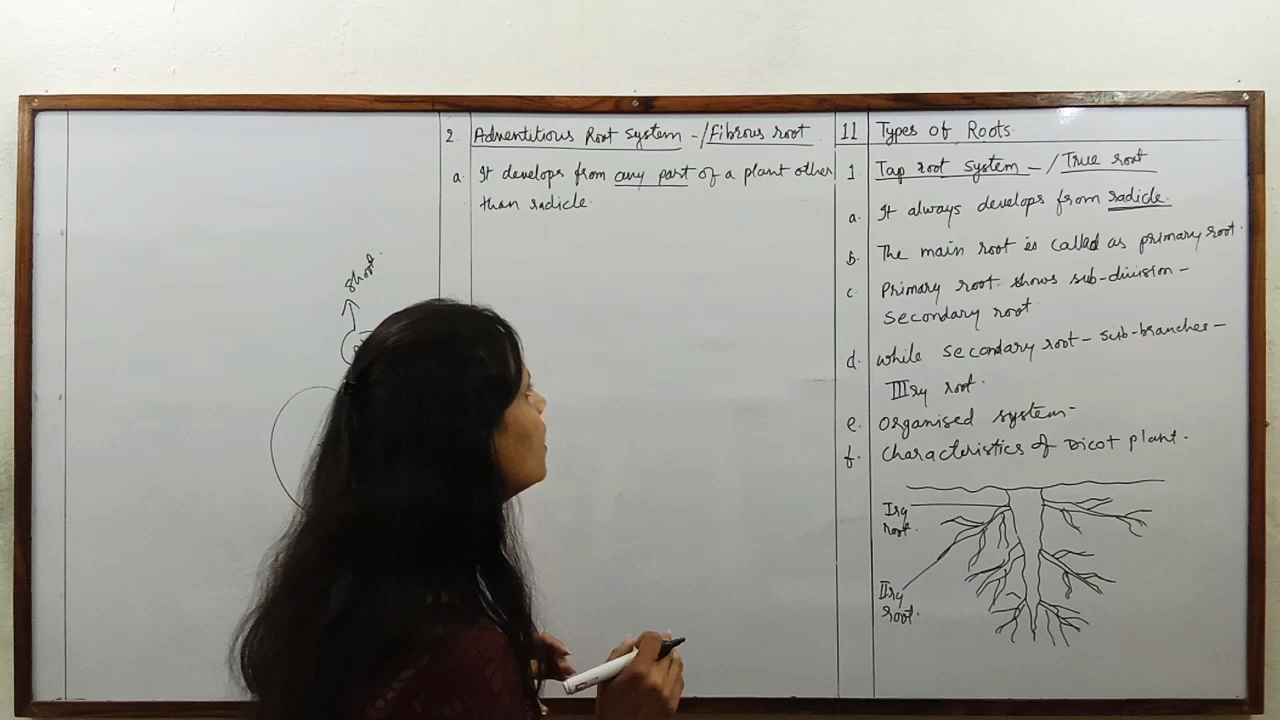 11 Types of Roots.
1 Tap root system - / True root
a. It always develops from radicle.
b. The main root is called as primary root.
c. Primary root shows sub-division -
secondary root
d. while secondary root - sub-branches -
IIIry root.
e. Organised system -
f. Characteristics of Dicot plant.
Iry
root.
IIry
root.
2 Adventitious Root system - / Fibrous root
a. It develops from any part of a plant other
than radicle.
shoot.